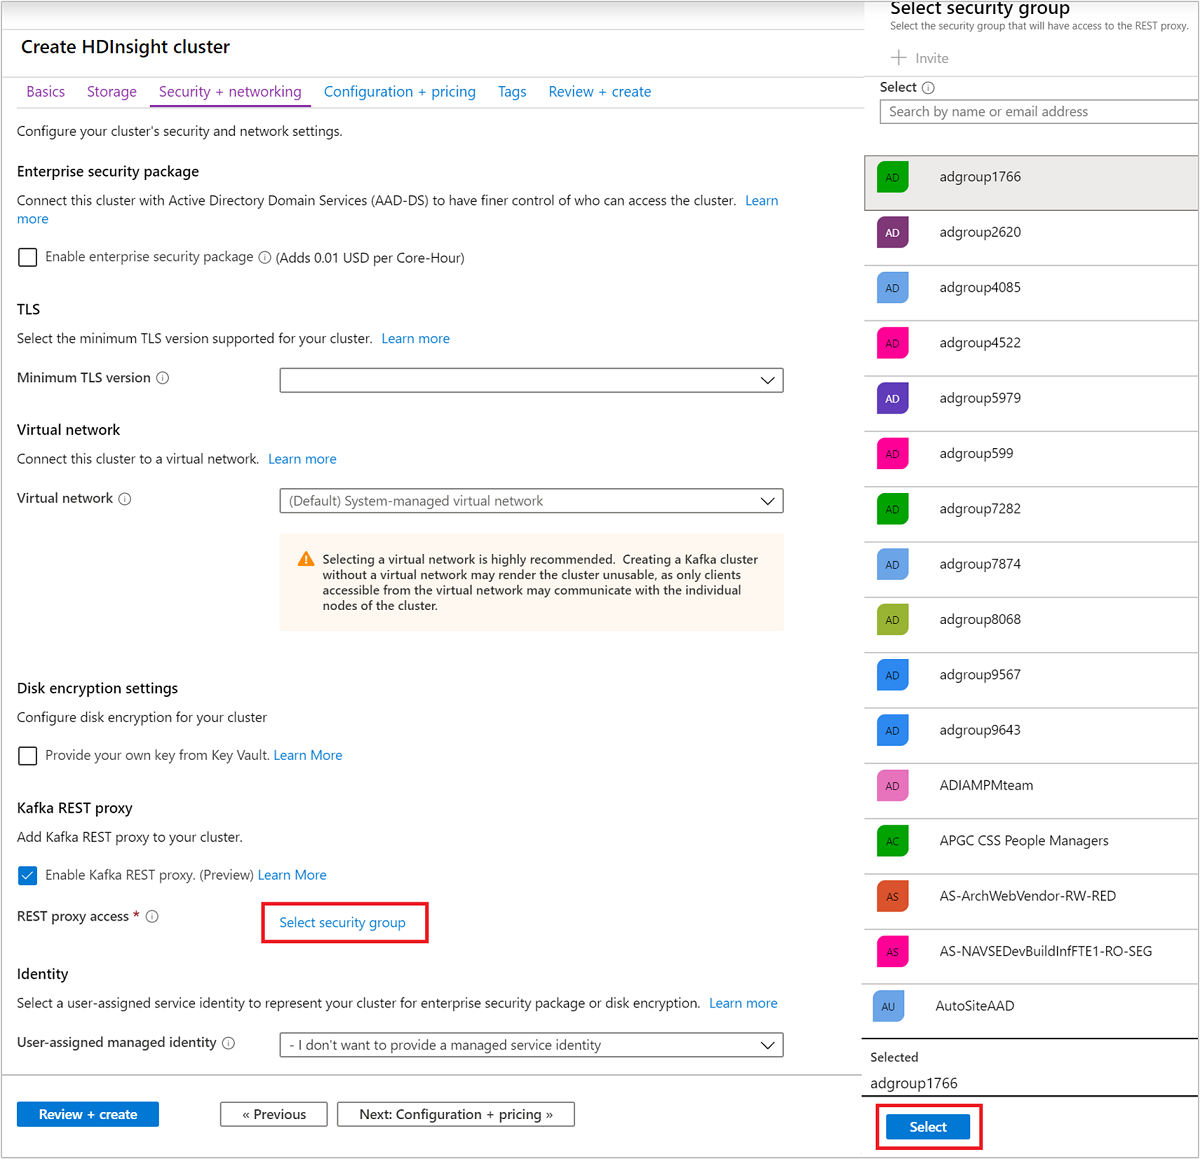 Create HDInsight cluster
Basics Storage Security + networking Configuration + pricing Tags Review + create
Configure your cluster's security and network settings.
Enterprise security package
Connect this cluster with Active Directory Domain Services (AAD-DS) to have finer control of who can access the cluster. Learn
more
Enable enterprise security package (Adds 0.01 USD per Core-Hour)
TLS
Select the minimum TLS version supported for your cluster. Learn more
Minimum TLS version
Virtual network
Connect this cluster to a virtual network. Learn more
Virtual network (Default) System-managed virtual network
Selecting a virtual network is highly recommended. Creating a Kafka cluster
without a virtual network may render the cluster unusable, as only clients
accessible from the virtual network may communicate with the individual
nodes of the cluster.
Disk encryption settings
Configure disk encryption for your cluster
Provide your own key from Key Vault. Learn More
Kafka REST proxy
Add Kafka REST proxy to your cluster.
Enable Kafka REST proxy. (Preview) Learn More
REST proxy access * Select security group
Identity
Select a user-assigned service identity to represent your cluster for enterprise security package or disk encryption. Learn more
User-assigned managed identity - I don't want to provide a managed service identity
Review + create « Previous Next: Configuration + pricing »
Select security group
Select the security group that will have access to the REST proxy.
Invite
Select
Search by name or email address
AD adgroup1766
AD adgroup2620
AD adgroup4085
AD adgroup4522
AD adgroup5979
AD adgroup599
AD adgroup7282
AD adgroup7874
AD adgroup8068
AD adgroup9567
AD adgroup9643
AD ADIAMPMteam
AC APGC CSS People Managers
AS AS-ArchWebVendor-RW-RED
AS AS-NAVSEDevBuildInfFTE1-RO-SEG
AU AutoSiteAAD
Selected
adgroup1766
Select